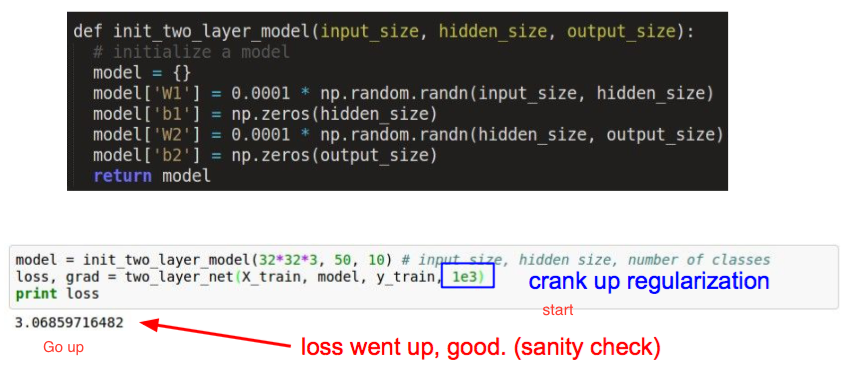 def init_two_layer_model(input_size, hidden_size, output_size):
# initialize a model
model = {}
model['W1'] = 0.0001 * np.random.randn(input_size, hidden_size)
model['b1'] = np.zeros(hidden_size)
model['W2'] = 0.0001 * np.random.randn(hidden_size, output_size)
model['b2'] = np.zeros(output_size)
return model
model = init_two_layer_model(32*32*3, 50, 10) # input size, hidden size, number of classes
loss, grad = two_layer_net(X_train, model, y_train, 1e3)
crank up regularization
print loss
start
3.06859716482
Go up
loss went up, good. (sanity check)